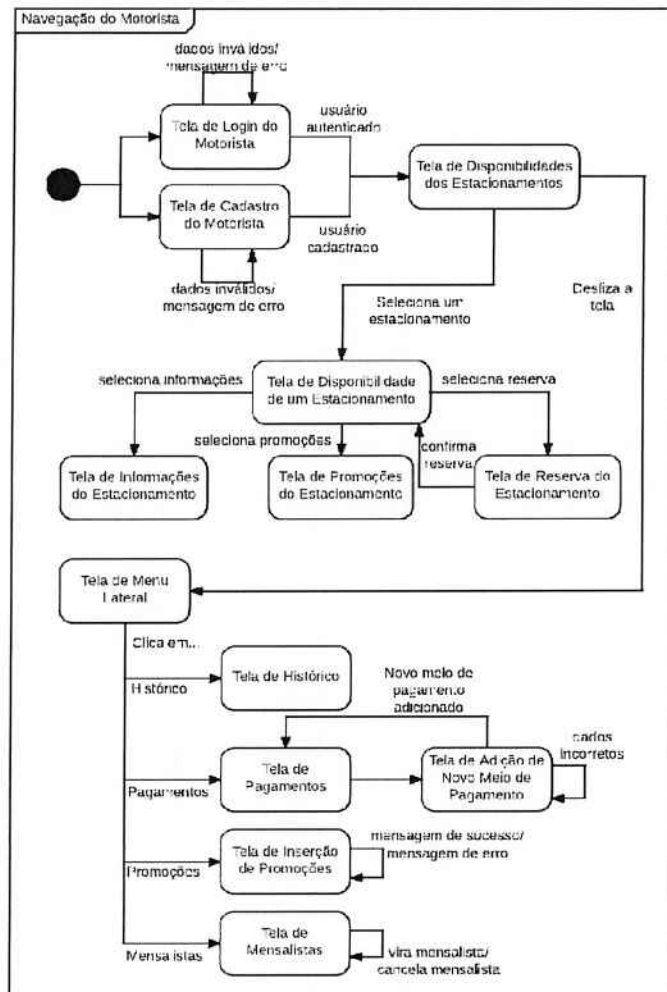 Navegação do Motorista
dados inválidos/
mensagem de erro
Tela de Login do
Motorista
usuário
autenticado
Tela de Disponibilidades
dos Estacionamentos
Tela de Cadastro
do Motorista
usuário
cadastrado
dados inválidos/
mensagem de erro
Seleciona um
estacionamento
Desliza a
tela
seleciona informações
Tela de Disponibilidade
de um Estacionamento
seleciona reserva
seleciona promoções
confirma
reserva
Tela de Informações
do Estacionamento
Tela de Promoções
do Estacionamento
Tela de Reserva do
Estacionamento
Tela de Menu
Lateral
Clica em...
Histórico
Tela de Histórico
Novo meio de
pagamento
adicionado
dados
incorretos
Pagamentos
Tela de
Pagamentos
Tela de Adição de
Novo Meio de
Pagamento
mensagem de sucesso/
mensagem de erro
Promoções
Tela de Inserção
de Promoções
Mensalistas
Tela de
Mensalistas
vira mensalista/
cancela mensalista